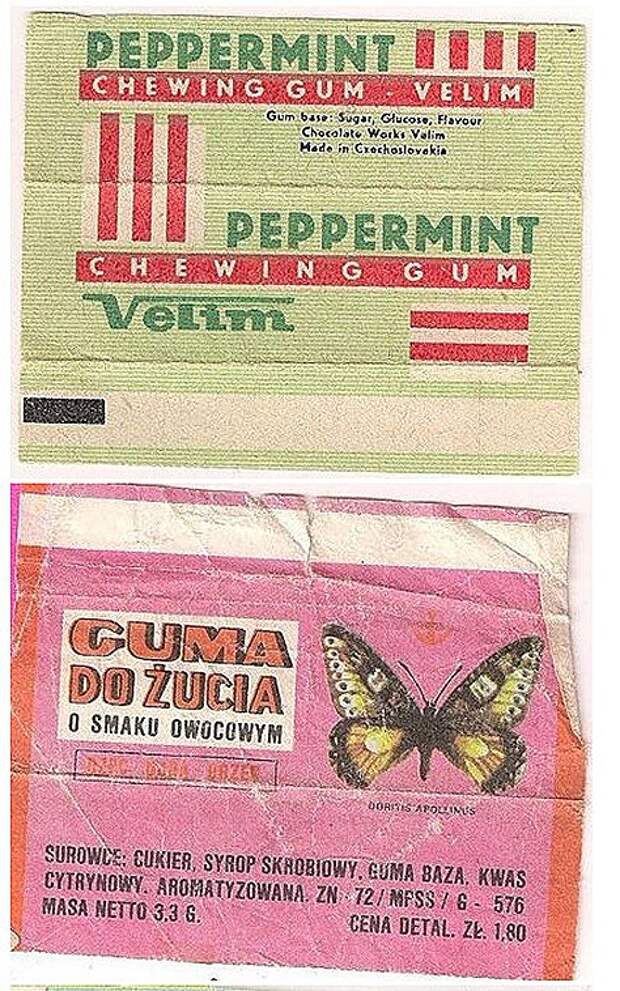 PEPPERMINT
CHEWING GUM - VELIM
Gum base: Sugar, Glucose, Flavour
Chocolate Works Velim
Made in Czechoslovakia
PEPPERMINT
CHEWING GUM
Velim
GUMA
DO ŻUCIA
O SMAKU OWOCOWYM
DORITIS APOLLINUS
SUROWCE: CUKIER, SYROP SKROBIOWY, GUMA BAZA, KWAS
CYTRYNOWY. AROMATYZOWANA. ZN - 72 / MPSS / G - 576
MASA NETTO 3,3 G.
CENA DETAL. ZŁ. 1,80